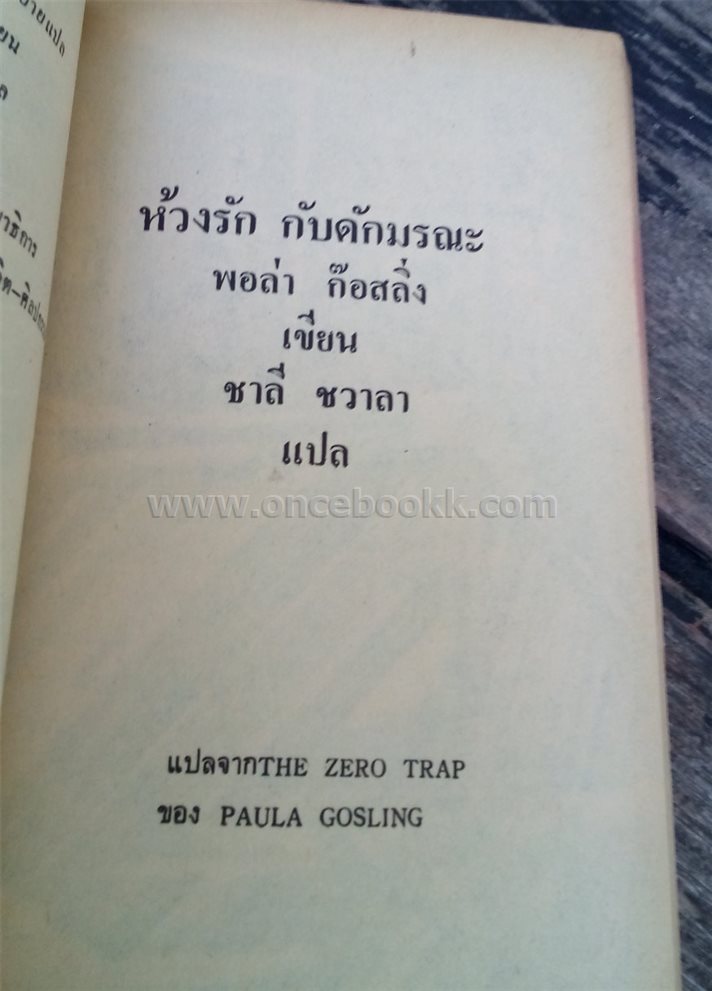 ห้วงรัก กับดักมรณะ
พอล่า ก๊อสลิ่ง
เขียน
ชาลี ชวาลา
แปล
www.oncebookk.com
แปลจากTHE ZERO TRAP
ของ PAULA GOSLING